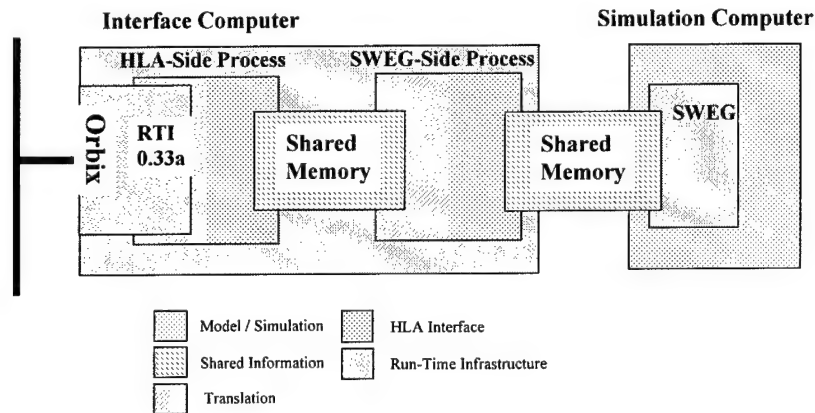 Interface Computer
Simulation Computer
HLA-Side Process
SWEG-Side Process
Orbix
RTI
0.33a
Shared
Memory
Shared
Memory
SWEG
Model / Simulation
HLA Interface
Shared Information
Run-Time Infrastructure
Translation